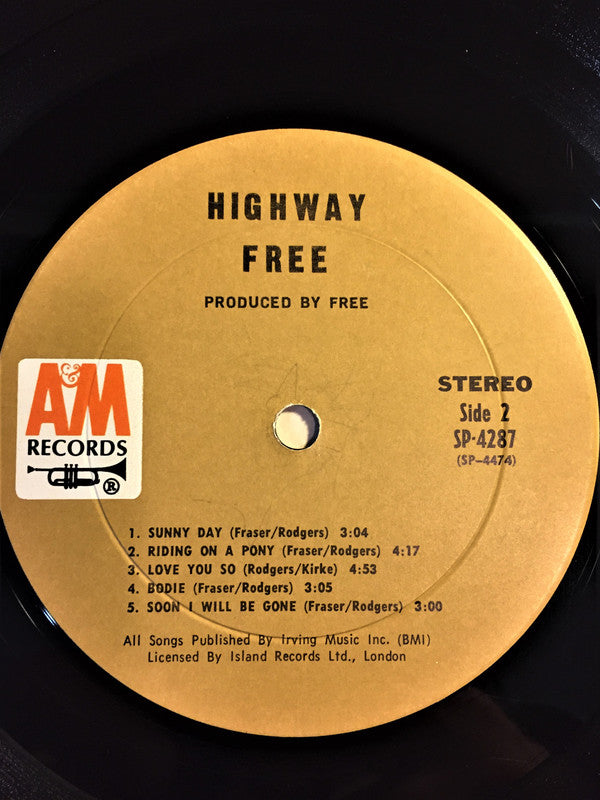 HIGHWAY
FREE
PRODUCED BY FREE
A&M
RECORDS
®
STEREO
Side 2
SP-4287
(SP-4474)
1. SUNNY DAY (Fraser/Rodgers) 3:04
2. RIDING ON A PONY (Fraser/Rodgers) 4:17
3. LOVE YOU SO (Rodgers/Kirke) 4:53
4. BODIE (Fraser/Rodgers) 3:05
5. SOON I WILL BE GONE (Fraser/Rodgers) 3:00
All Songs Published By Irving Music Inc. (BMI)
Licensed By Island Records Ltd., London